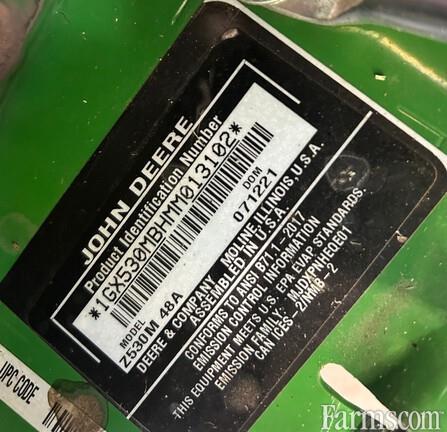 JOHN DEERE
Product Identification Number
*1GX530MBHMM013102*
MODEL DOM
Z530M 48A 071221
DEERE & COMPANY, MOLINE ILLINOIS, U.S.A.
ASSEMBLED IN U.S.A.
CONFORMS TO ANSI B71.1-2017
EMISSION CONTROL INFORMATION
THIS EQUIPMENT MEETS U.S. EPA EVAP STANDARDS.
EMISSION FAMILY:
CAN ICES-2/NMB-2
UPC CODE
Farms.com